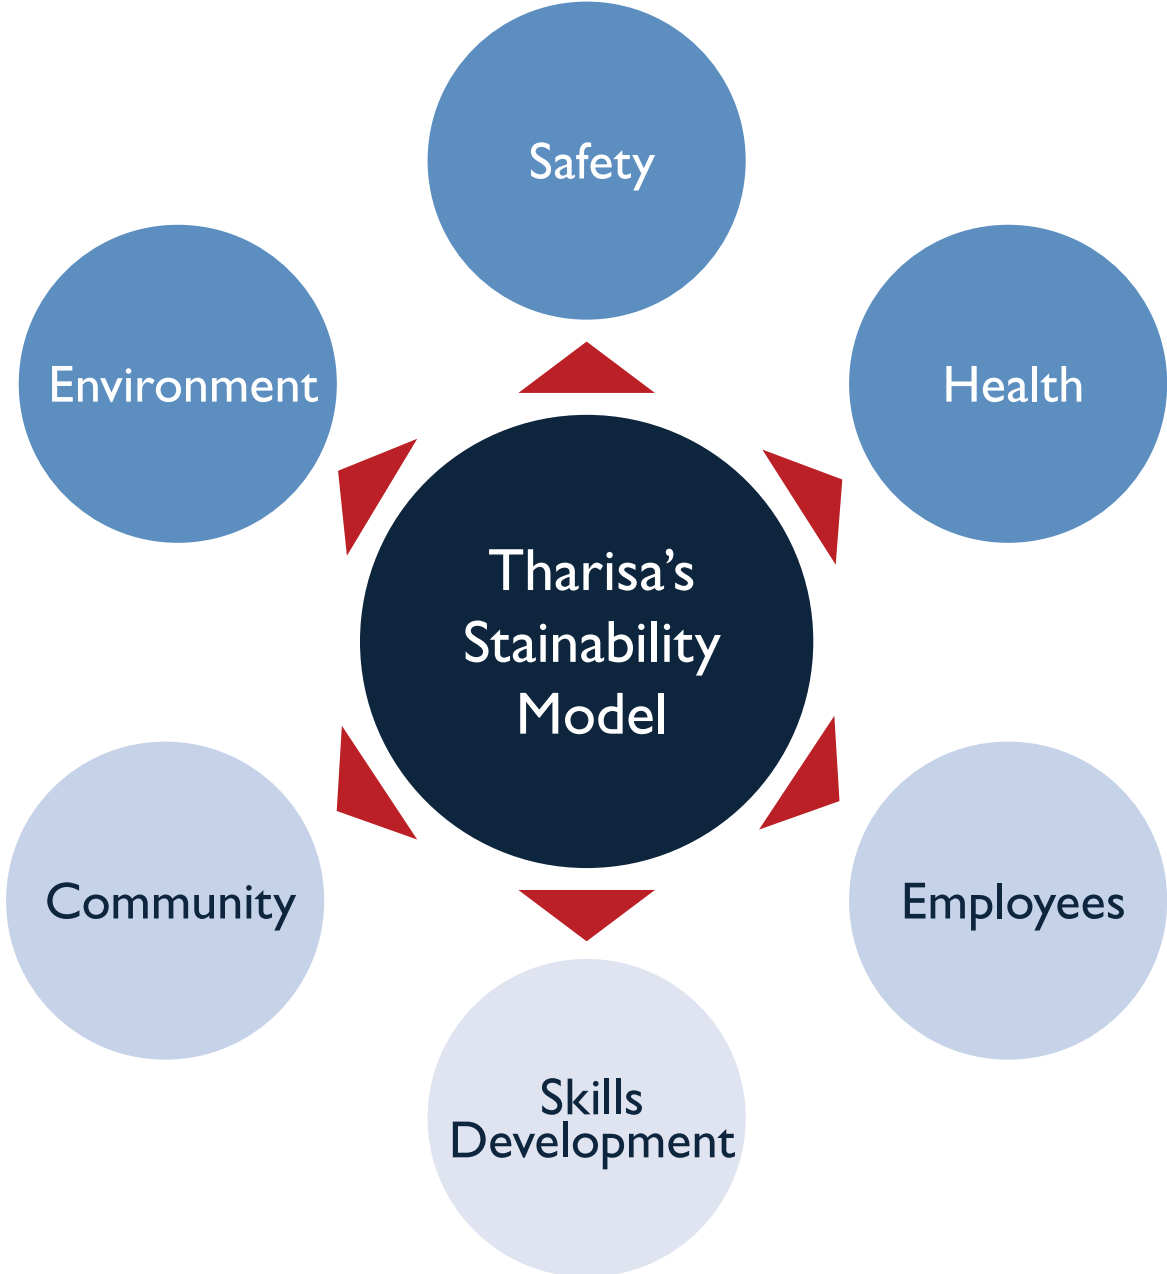 Safety
Environment
Health
Tharisa’s
Stainability
Model
Community
Employees
Skills
Development